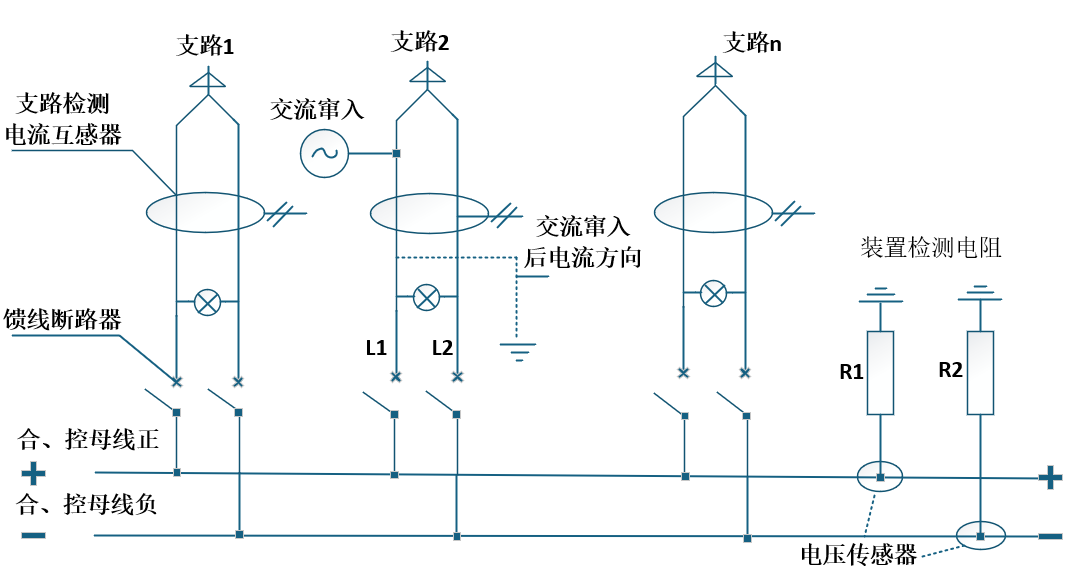 支路1
支路2
支路n
支路检测
电流互感器
交流窜入
交流窜入
后电流方向
装置检测电阻
馈线断路器
L1
L2
R1
R2
合、控母线正
+
+
合、控母线负
电压传感器